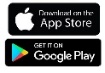 Download on the
App Store
GET IT ON
Google Play